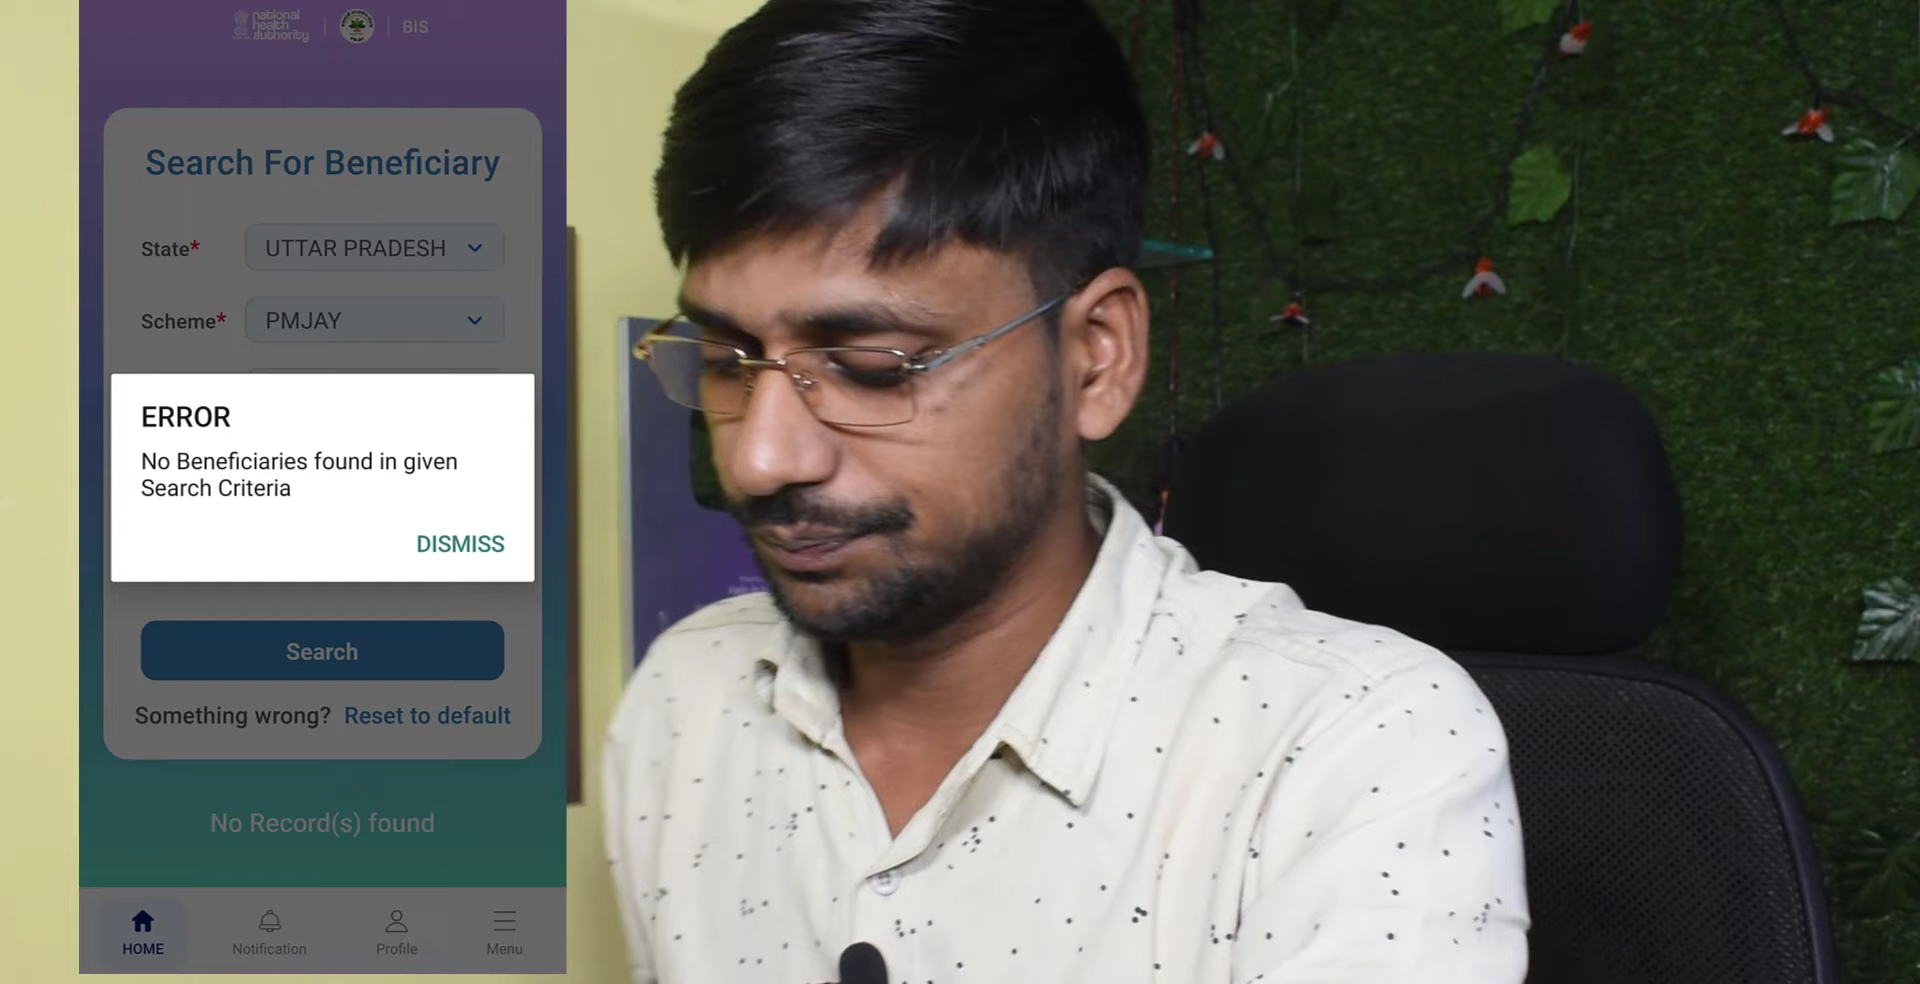 national
health
authority
BIS
Search For Beneficiary
State*
UTTAR PRADESH
Scheme*
PMJAY
ERROR
No Beneficiaries found in given
Search Criteria
DISMISS
Search
Something wrong? Reset to default
No Record(s) found
HOME
Notification
Profile
Menu